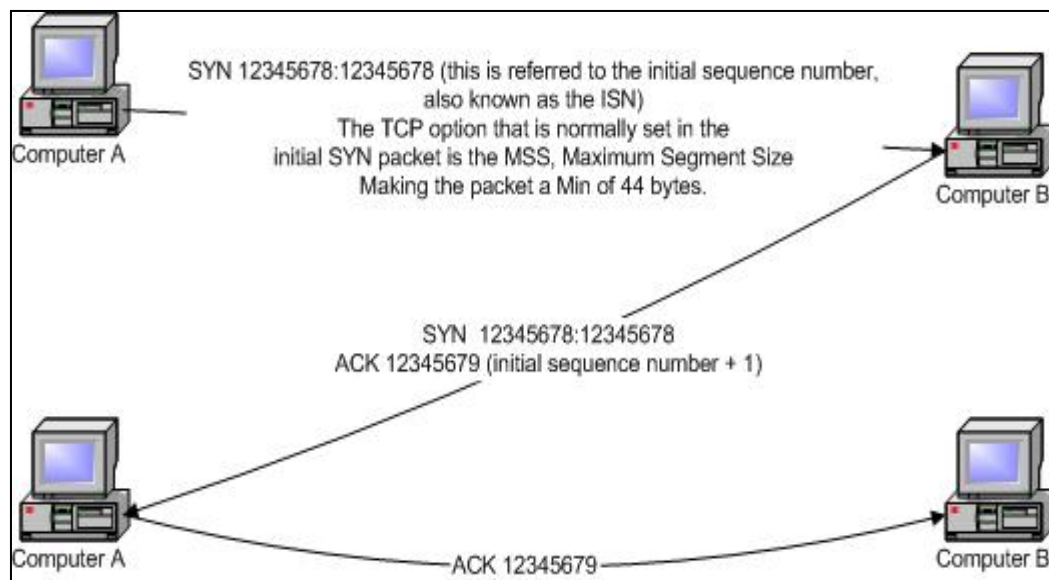 SYN 12345678:12345678 (this is referred to the initial sequence number,
also known as the ISN)
The TCP option that is normally set in the
initial SYN packet is the MSS, Maximum Segment Size
Making the packet a Min of 44 bytes.
Computer A
Computer B
SYN 12345678:12345678
ACK 12345679 (initial sequence number + 1)
Computer A
Computer B
ACK 12345679